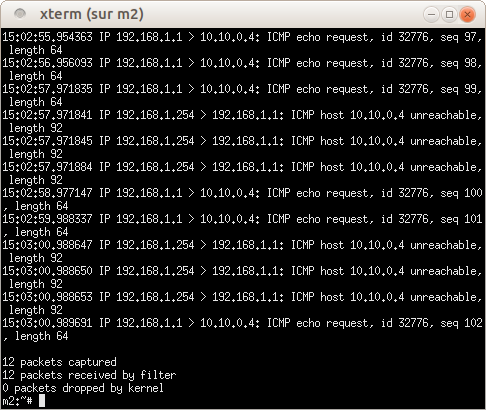 xterm (sur m2)
15:02:55.954363 IP 192.168.1.1 > 10.10.0.4: ICMP echo request, id 32776, seq 97,
 length 64
15:02:56.956093 IP 192.168.1.1 > 10.10.0.4: ICMP echo request, id 32776, seq 98,
 length 64
15:02:57.971835 IP 192.168.1.1 > 10.10.0.4: ICMP echo request, id 32776, seq 99,
 length 64
15:02:57.971841 IP 192.168.1.254 > 192.168.1.1: ICMP host 10.10.0.4 unreachable,
 length 92
15:02:57.971845 IP 192.168.1.254 > 192.168.1.1: ICMP host 10.10.0.4 unreachable,
 length 92
15:02:57.971884 IP 192.168.1.254 > 192.168.1.1: ICMP host 10.10.0.4 unreachable,
 length 92
15:02:58.977147 IP 192.168.1.1 > 10.10.0.4: ICMP echo request, id 32776, seq 100
, length 64
15:02:59.988337 IP 192.168.1.1 > 10.10.0.4: ICMP echo request, id 32776, seq 101
, length 64
15:03:00.988647 IP 192.168.1.254 > 192.168.1.1: ICMP host 10.10.0.4 unreachable,
 length 92
15:03:00.988650 IP 192.168.1.254 > 192.168.1.1: ICMP host 10.10.0.4 unreachable,
 length 92
15:03:00.988653 IP 192.168.1.254 > 192.168.1.1: ICMP host 10.10.0.4 unreachable,
 length 92
15:03:00.989691 IP 192.168.1.1 > 10.10.0.4: ICMP echo request, id 32776, seq 102
, length 64
12 packets captured
12 packets received by filter
0 packets dropped by kernel
m2:~#